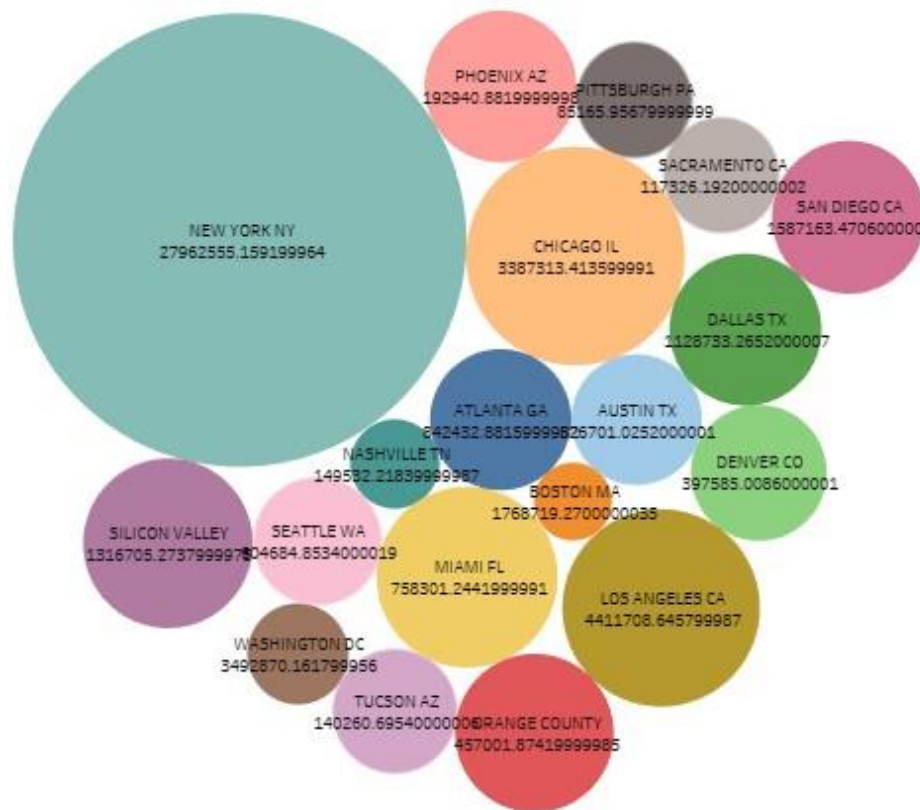 PHOENIX AZ
192940.8819999998
PITTSBURGH PA
85165.95679999999
SACRAMENTO CA
117326.19200000002
SAN DIEGO CA
1587163.470600000
NEW YORK NY
27962555.159199964
CHICAGO IL
3387313.413599991
DALLAS TX
1128733.2652000007
ATLANTA GA
AUSTIN TX
NASHVILLE TN
149532.21839999987
DENVER CO
397585.0086000001
BOSTON MA
1768719.2700000035
SILICON VALLEY
SEATTLE WA
MIAMI FL
758301.2441999991
LOS ANGELES CA
4411708.645799987
WASHINGTON DC
3492870.161799956
TUCSON AZ
ORANGE COUNTY
457001.87419999985